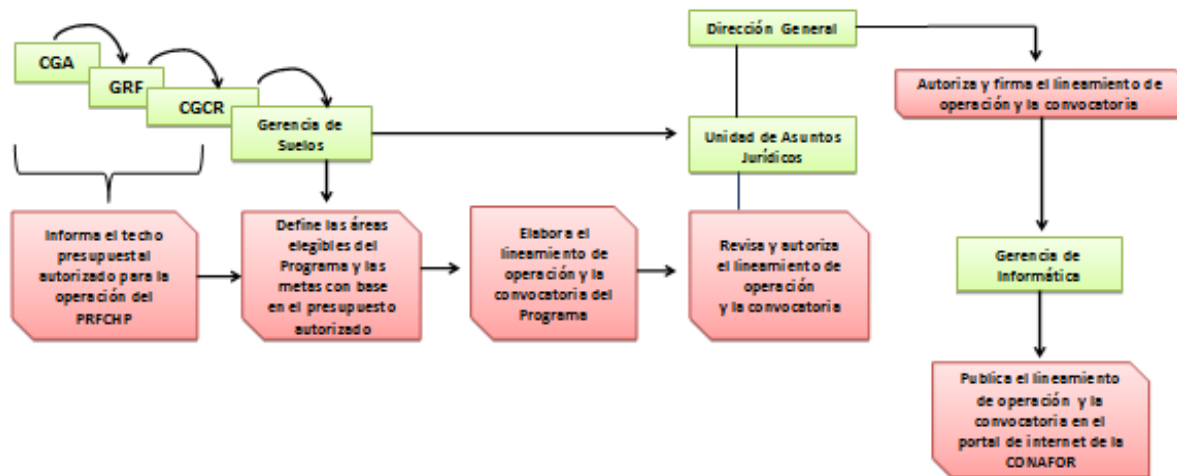 CGA
GRF
CGCR
Gerencia de
Suelos
Dirección General
Unidad de Asuntos
Jurídicos
Autoriza y firma el lineamiento de
operación y la convocatoria
Informa el techo
presupuestal
autorizado para la
operación del
PRFCHP
Define las áreas
elegibles del
Programa y las
metas con base
en el presupuesto
autorizado
Elabora el
lineamiento de
operación y la
convocatoria del
Programa
Revisa y autoriza
el lineamiento de
operación
y la convocatoria
Gerencia de
Informática
Publica el lineamiento
de operación y la
convocatoria en el
portal de internet de la
CONAFOR